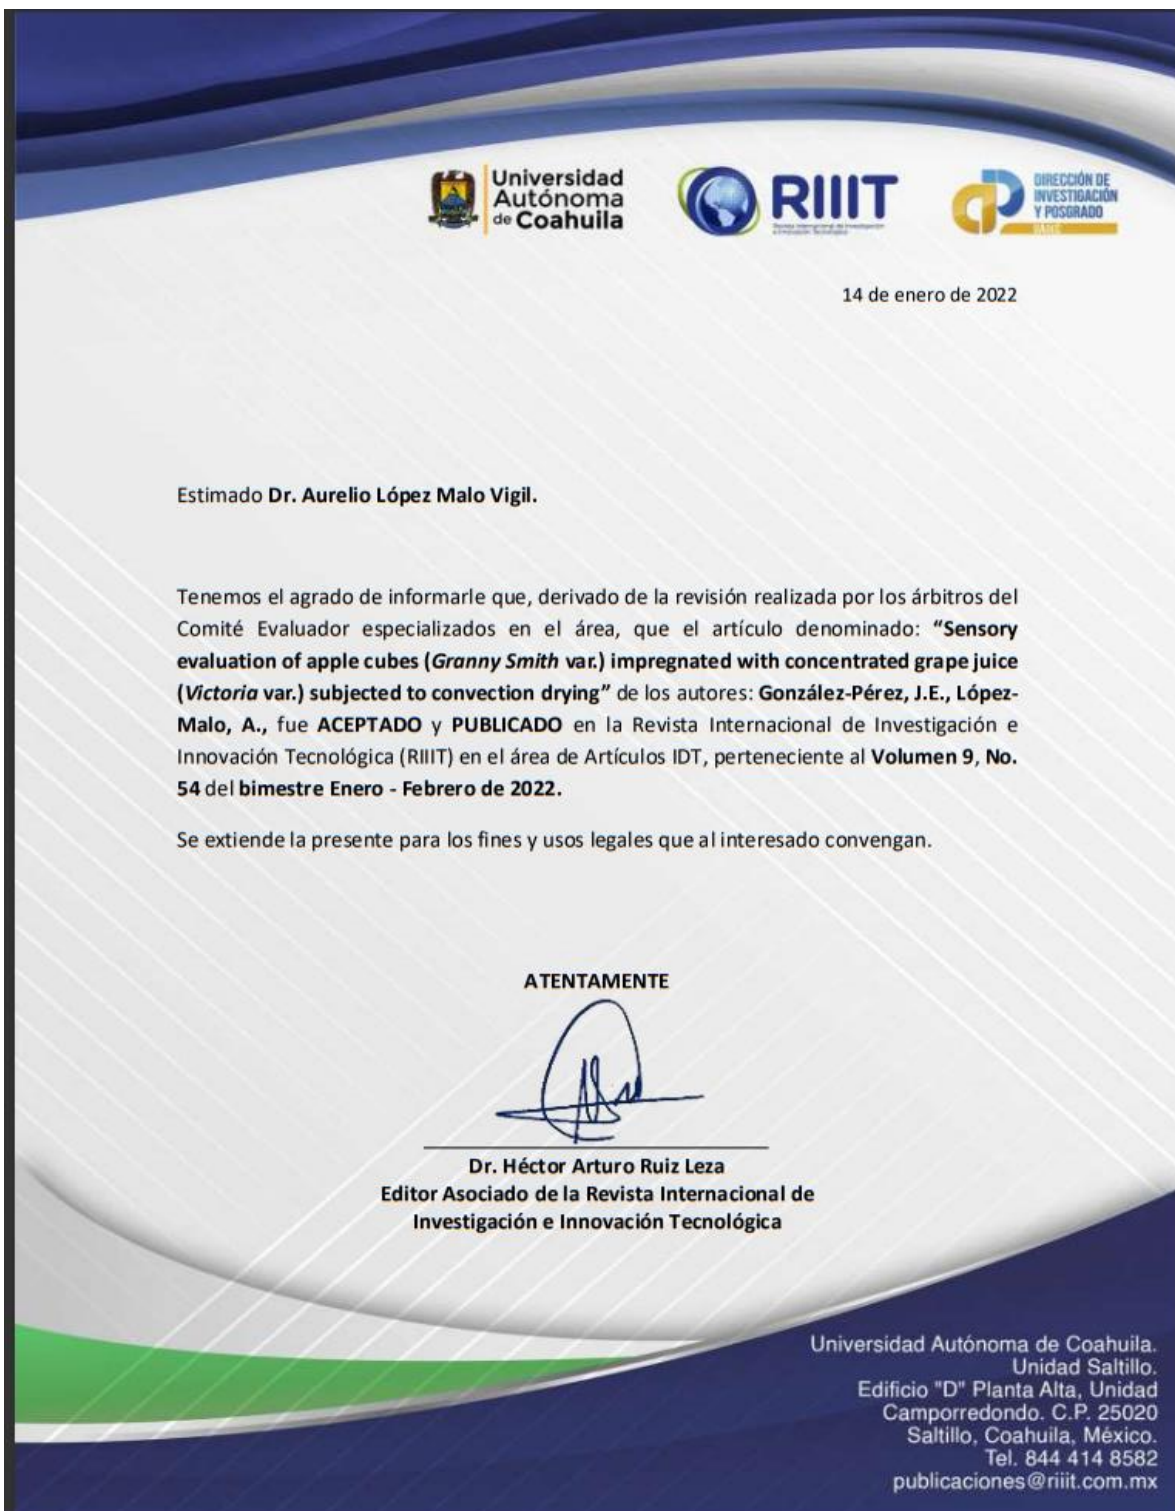 Universidad
Autónoma
de Coahuila
RIIIT
Revista Internacional de Investigación
e Innovación Tecnológica
DIRECCIÓN DE
INVESTIGACIÓN
Y POSGRADO
14 de enero de 2022
Estimado Dr. Aurelio López Malo Vigil.
Tenemos el agrado de informarle que, derivado de la revisión realizada por los árbitros del
Comité Evaluador especializados en el área, que el artículo denominado: “Sensory
evaluation of apple cubes (Granny Smith var.) impregnated with concentrated grape juice
(Victoria var.) subjected to convection drying” de los autores: González-Pérez, J.E., López-
Malo, A., fue ACEPTADO y PUBLICADO en la Revista Internacional de Investigación e
Innovación Tecnológica (RIIIT) en el área de Artículos IDT, perteneciente al Volumen 9, No.
54 del bimestre Enero - Febrero de 2022.
Se extiende la presente para los fines y usos legales que al interesado convengan.
ATENTAMENTE
Dr. Héctor Arturo Ruiz Leza
Editor Asociado de la Revista Internacional de
Investigación e Innovación Tecnológica
Universidad Autónoma de Coahuila.
Unidad Saltillo.
Edificio "D" Planta Alta, Unidad
Camporredondo. C.P. 25020
Saltillo, Coahuila, México.
Tel. 844 414 8582
publicaciones@riiit.com.mx